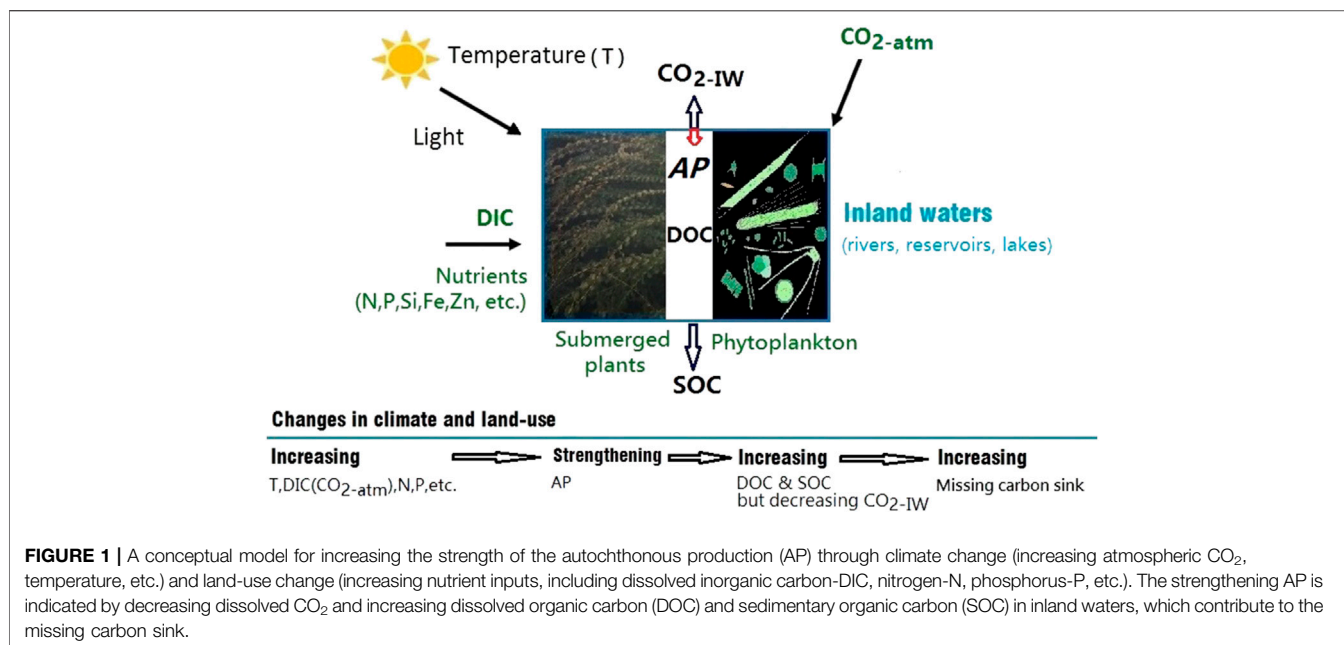 Temperature (T)
CO2-atm
CO2-IW
Light
AP
DIC
DOC
Inland waters
(rivers, reservoirs, lakes)
Nutrients
(N,P,Si,Fe,Zn, etc.)
Submerged
plants
Phytoplankton
SOC
Changes in climate and land-use
Increasing
Strengthening
Increasing
Increasing
T,DIC(CO2-atm),N,P,etc.
AP
DOC & SOC
but decreasing CO2-IW
Missing carbon sink
FIGURE 1 | A conceptual model for increasing the strength of the autochthonous production (AP) through climate change (increasing atmospheric CO2,
temperature, etc.) and land-use change (increasing nutrient inputs, including dissolved inorganic carbon-DIC, nitrogen-N, phosphorus-P, etc.). The strengthening AP is
indicated by decreasing dissolved CO2 and increasing dissolved organic carbon (DOC) and sedimentary organic carbon (SOC) in inland waters, which contribute to the
missing carbon sink.